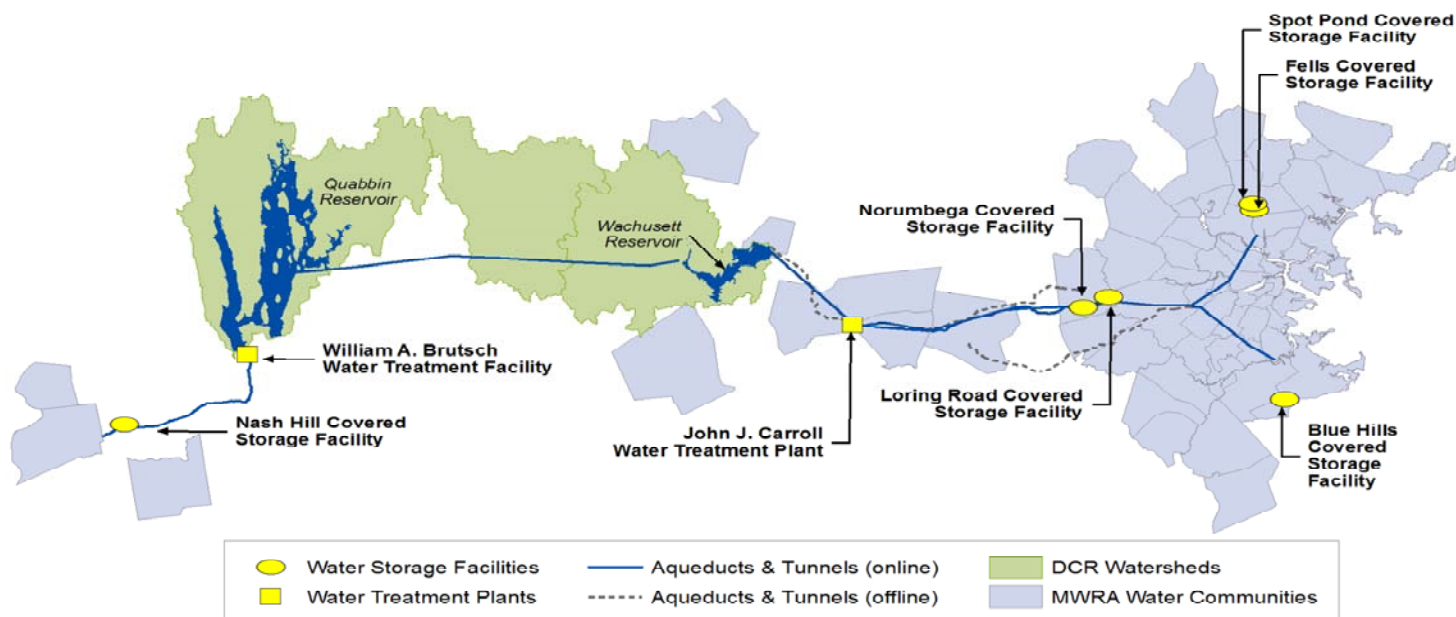 Spot Pond Covered
Storage Facility
Fells Covered
Storage Facility
Quabbin
Reservoir
Wachusett
Reservoir
Norumbega Covered
Storage Facility
William A. Brutsch
Water Treatment Facility
Nash Hill Covered
Storage Facility
John J. Carroll
Water Treatment Plant
Loring Road Covered
Storage Facility
Blue Hills
Covered
Storage
Facility
Water Storage Facilities
Aqueducts & Tunnels (online)
DCR Watersheds
Water Treatment Plants
Aqueducts & Tunnels (offline)
MWRA Water Communities